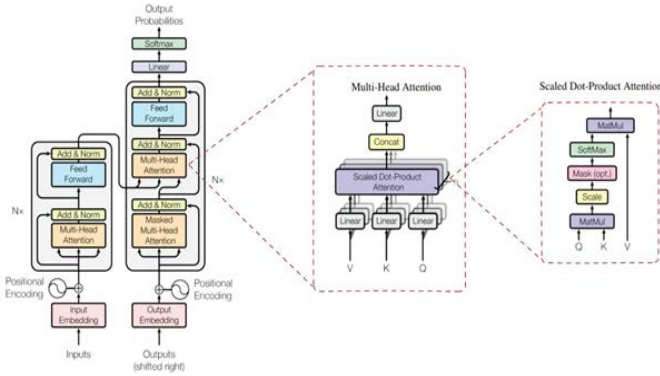 Output
Probabilities
Softmax
Linear
Add & Norm
Feed
Forward
Add & Norm
Multi-Head
Attention
Add & Norm
Masked
Multi-Head
Attention
Nx
Positional
Encoding
Output
Embedding
Outputs
(shifted right)
Add & Norm
Feed
Forward
Nx
Add & Norm
Multi-Head
Attention
Positional
Encoding
Input
Embedding
Inputs
Multi-Head Attention
Linear
Concat
Scaled Dot-Product
Attention
h
Linear
Linear
Linear
V
K
Q
Scaled Dot-Product Attention
MatMul
SoftMax
Mask (opt.)
Scale
MatMul
Q
K
V